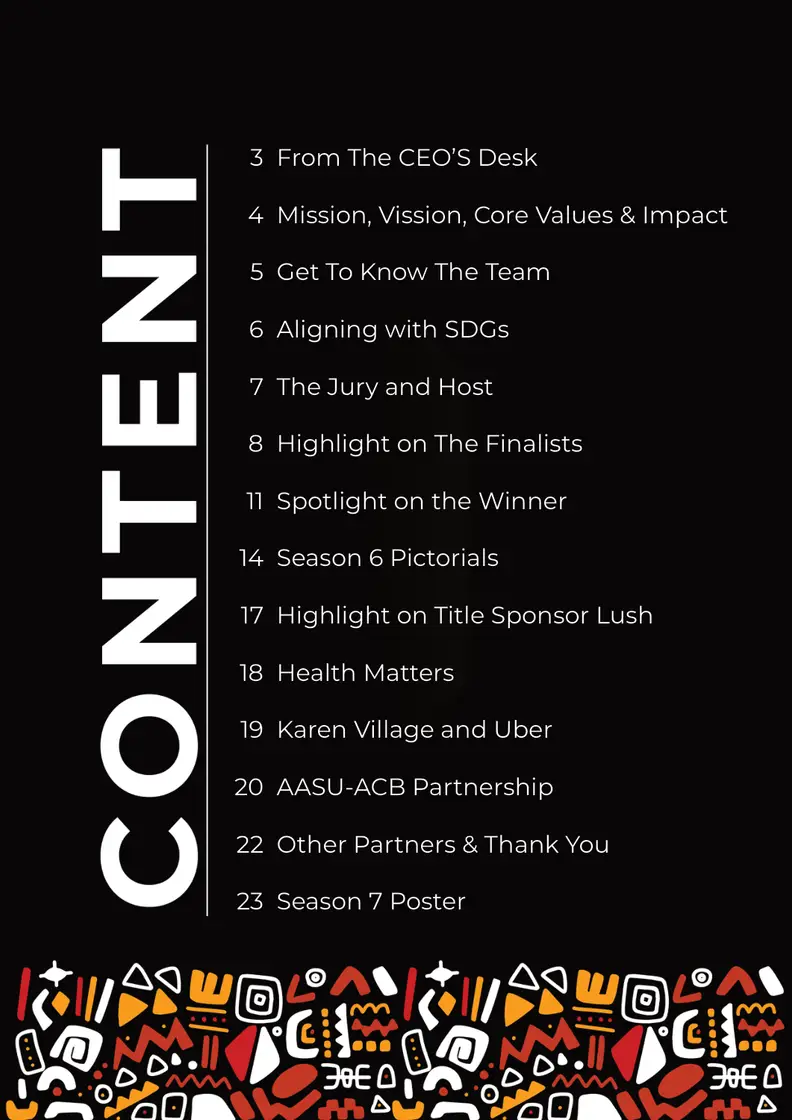 CONTENT
3 From The CEO'S Desk
4 Mission, Vission, Core Values & Impact
5 Get To Know The Team
6 Aligning with SDGs
7 The Jury and Host
8 Highlight on The Finalists
11 Spotlight on the Winner
14 Season 6 Pictorials
17 Highlight on Title Sponsor Lush
18 Health Matters
19 Karen Village and Uber
20 AASU-ACB Partnership
22 Other Partners & Thank You
23 Season 7 Poster